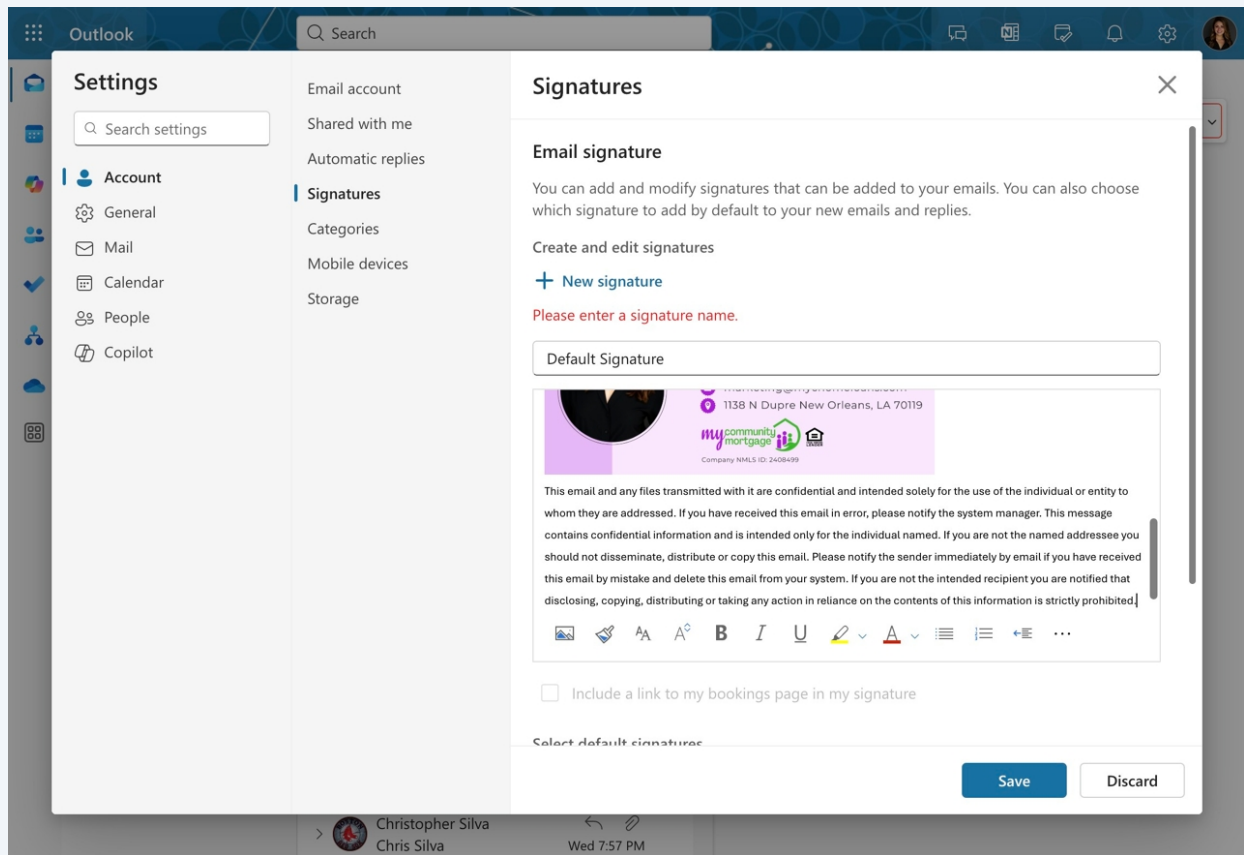 Outlook
Search
Settings
Search settings
Account
General
Mail
Calendar
People
Copilot
Email account
Shared with me
Automatic replies
Signatures
Categories
Mobile devices
Storage
Signatures
Email signature
You can add and modify signatures that can be added to your emails. You can also choose
which signature to add by default to your new emails and replies.
Create and edit signatures
New signature
Please enter a signature name.
Default Signature
1138 N Dupre New Orleans, LA 70119
my community
mortgage
Company NMLS ID: 2408499
This email and any files transmitted with it are confidential and intended solely for the use of the individual or entity to
whom they are addressed. If you have received this email in error, please notify the system manager. This message
contains confidential information and is intended only for the individual named. If you are not the named addressee you
should not disseminate, distribute or copy this email. Please notify the sender immediately by email if you have received
this email by mistake and delete this email from your system. If you are not the intended recipient you are notified that
disclosing, copying, distributing or taking any action in reliance on the contents of this information is strictly prohibited.
Include a link to my bookings page in my signature
Select default signatures
Save
Discard
Christopher Silva
Chris Silva
Wed 7:57 PM